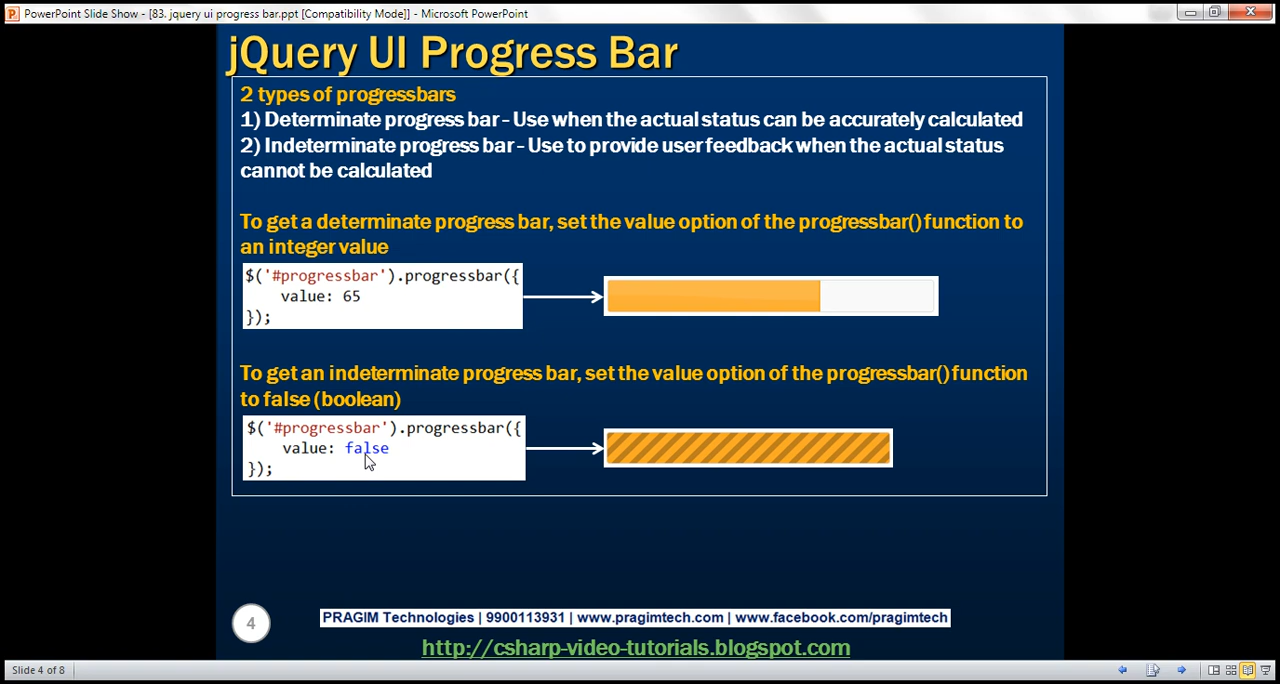 PowerPoint Slide Show - [83. jquery ui progress bar.ppt [Compatibility Mode]] - Microsoft PowerPoint
jQuery UI Progress Bar
2 types of progressbars
1) Determinate progress bar - Use when the actual status can be accurately calculated
2) Indeterminate progress bar - Use to provide user feedback when the actual status
cannot be calculated
To get a determinate progress bar, set the value option of the progressbar() function to
an integer value
$('#progressbar').progressbar({
value: 65
});
To get an indeterminate progress bar, set the value option of the progressbar() function
to false (boolean)
$('#progressbar').progressbar({
value: false
});
4
PRAGIM Technologies | 9900113931 | www.pragimtech.com | www.facebook.com/pragimtech
http://csharp-video-tutorials.blogspot.com
Slide 4 of 8